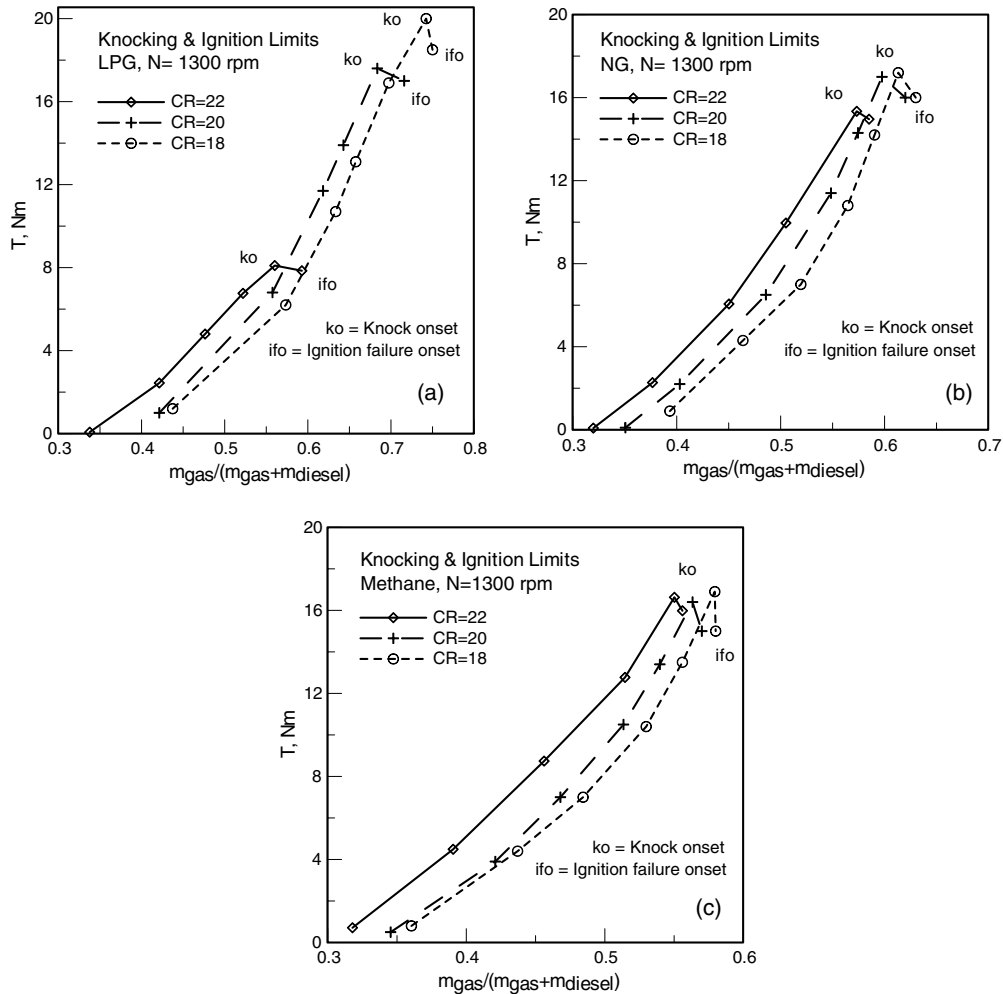 Knocking & Ignition Limits
LPG, N= 1300 rpm
CR=22
CR=20
CR=18
ko
ko
ifo
ifo
ko
ifo
ko = Knock onset
ifo = Ignition failure onset
(a)
T, Nm
0
4
8
12
16
20
0.3
0.4
0.5
0.6
0.7
0.8
mgas/(mgas+mdiesel)
Knocking & Ignition Limits
NG, N= 1300 rpm
CR=22
CR=20
CR=18
ko
ko
ifo
ko = Knock onset
ifo = Ignition failure onset
(b)
T, Nm
0
4
8
12
16
20
0.3
0.4
0.5
0.6
0.7
mgas/(mgas+mdiesel)
Knocking & Ignition Limits
Methane, N=1300 rpm
CR=22
CR=20
CR=18
ko
ifo
ko = Knock onset
ifo = Ignition failure onset
(c)
T, Nm
0
4
8
12
16
20
0.3
0.4
0.5
0.6
mgas/(mgas+mdiesel)